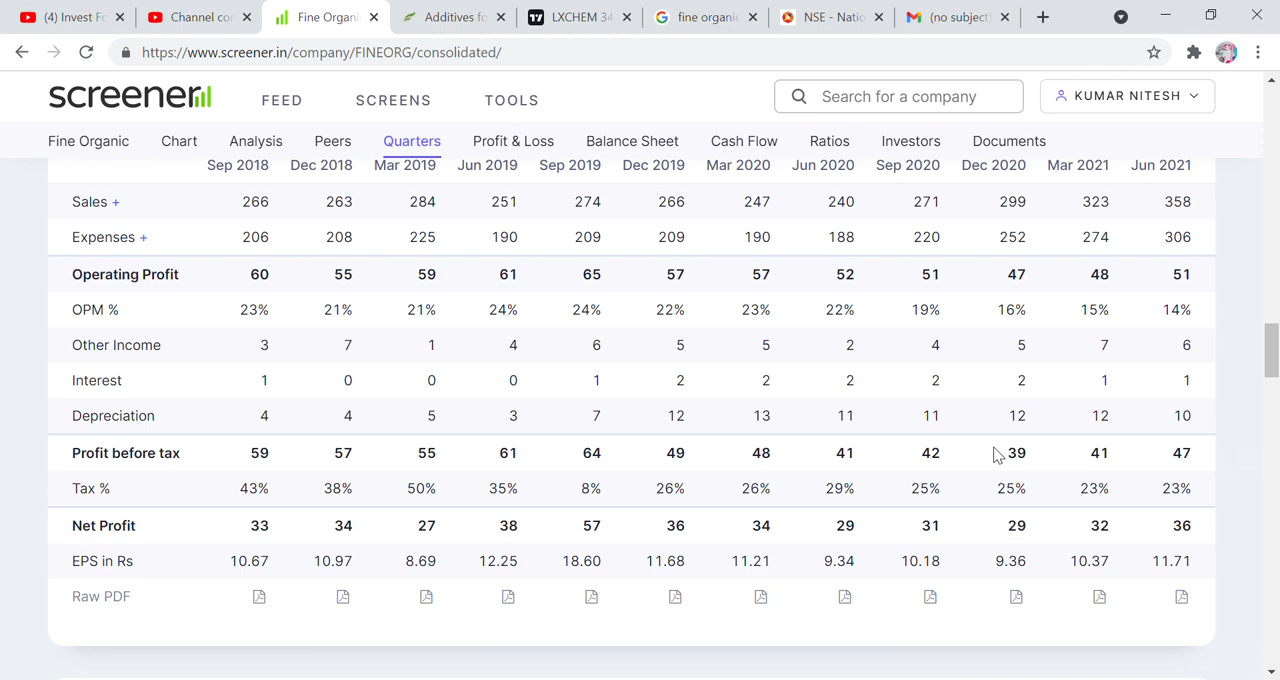 (4) Invest F
Channel co
Fine Organi
Additives fo
LXCHEM 34
fine organic
NSE - Natio
(no subject)
https://www.screener.in/company/FINEORG/consolidated/
screener
FEED SCREENS TOOLS
Search for a company
KUMAR NITESH
Fine Organic Chart Analysis Peers Quarters Profit & Loss Balance Sheet Cash Flow Ratios Investors Documents
Sep 2018 Dec 2018 Mar 2019 Jun 2019 Sep 2019 Dec 2019 Mar 2020 Jun 2020 Sep 2020 Dec 2020 Mar 2021 Jun 2021
Sales + 266 263 284 251 274 266 247 240 271 299 323 358
Expenses + 206 208 225 190 209 209 190 188 220 252 274 306
Operating Profit 60 55 59 61 65 57 57 52 51 47 48 51
OPM % 23% 21% 21% 24% 24% 22% 23% 22% 19% 16% 15% 14%
Other Income 3 7 1 4 6 5 5 2 4 5 7 6
Interest 1 0 0 0 1 2 2 2 2 2 1 1
Depreciation 4 4 5 3 7 12 13 11 11 12 12 10
Profit before tax 59 57 55 61 64 49 48 41 42 39 41 47
Tax % 43% 38% 50% 35% 8% 26% 26% 29% 25% 25% 23% 23%
Net Profit 33 34 27 38 57 36 34 29 31 29 32 36
EPS in Rs 10.67 10.97 8.69 12.25 18.60 11.68 11.21 9.34 10.18 9.36 10.37 11.71
Raw PDF